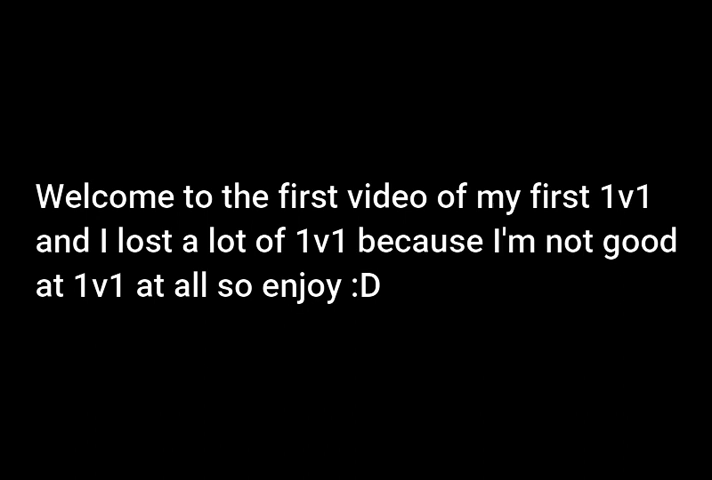 Welcome to the first video of my first 1v1
and I lost a lot of 1v1 because I'm not good
at 1v1 at all so enjoy :D